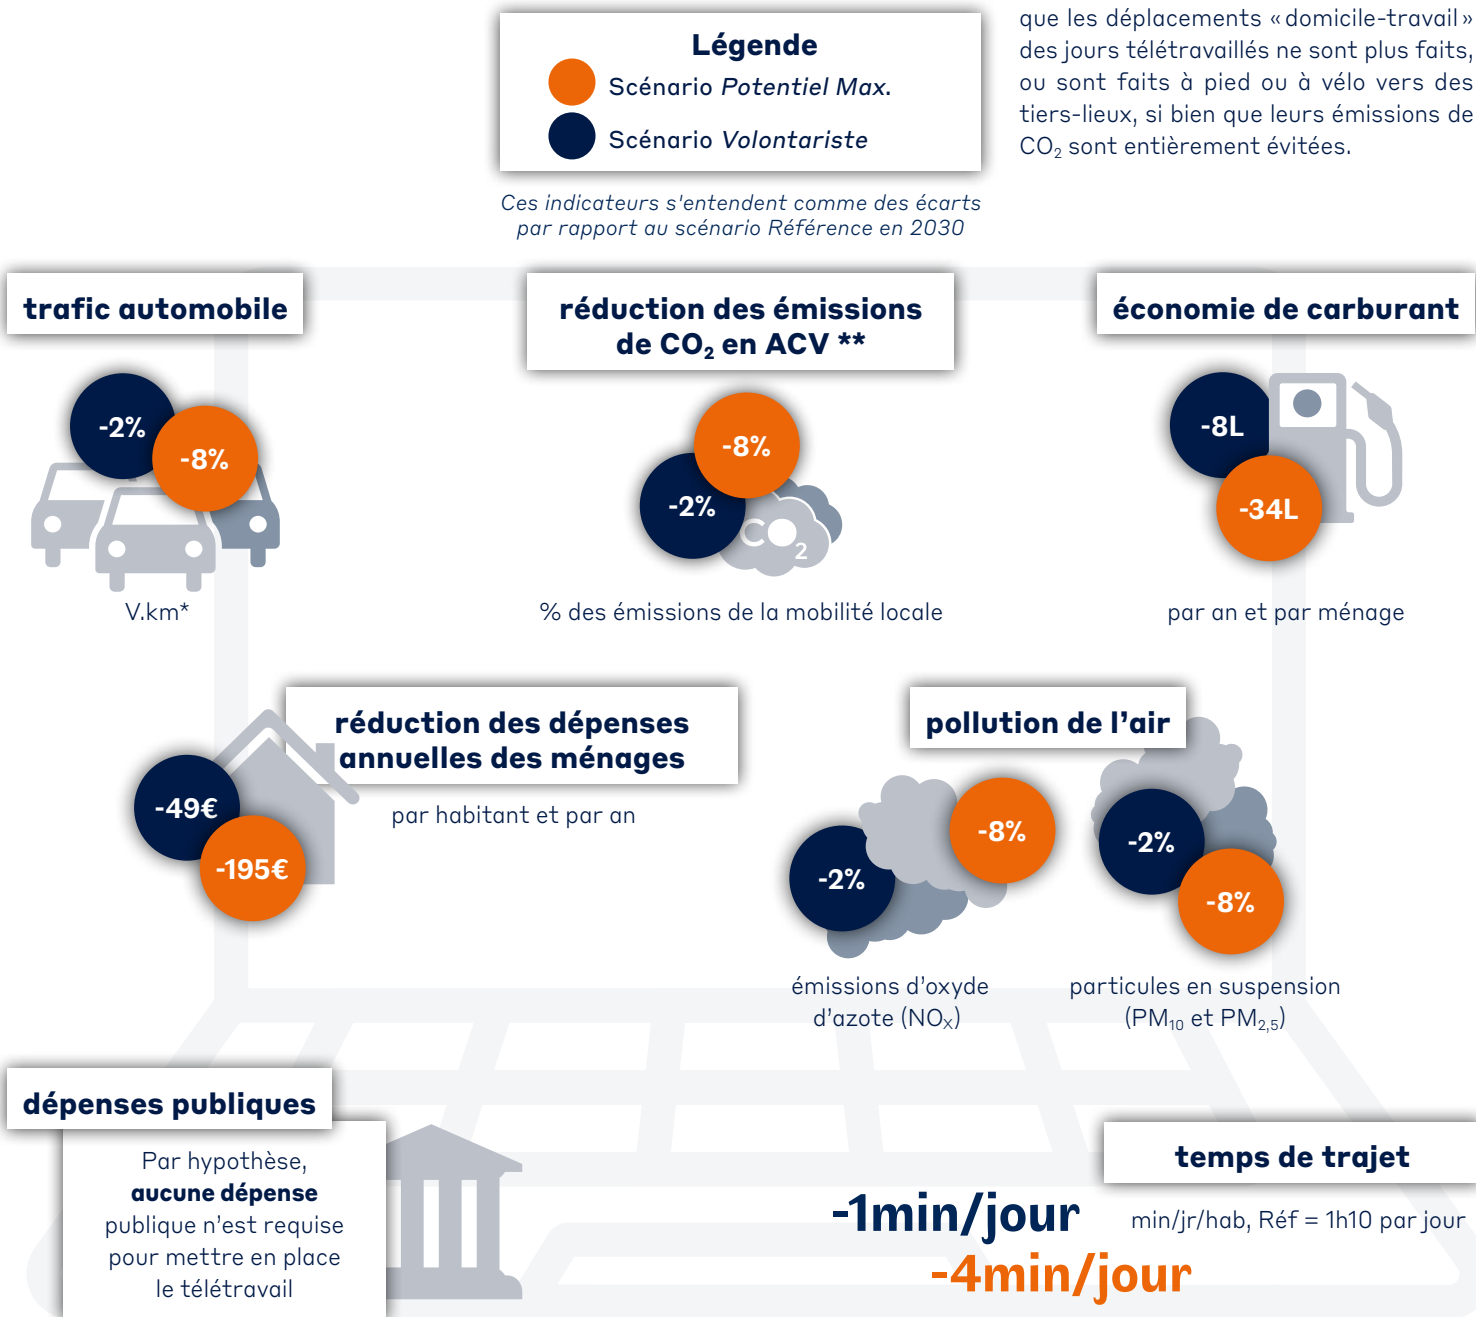 que les déplacements « domicile-travail »
des jours télétravaillés ne sont plus faits,
ou sont faits à pied ou à vélo vers des
tiers-lieux, si bien que leurs émissions de
CO₂ sont entièrement évitées.
Légende
Scénario Potentiel Max.
Scénario Volontariste
Ces indicateurs s'entendent comme des écarts
par rapport au scénario Référence en 2030
trafic automobile
-2%
-8%
V.km*
réduction des émissions
de CO₂ en ACV **
-8%
-2%
CO₂
% des émissions de la mobilité locale
économie de carburant
-8L
-34L
par an et par ménage
réduction des dépenses
annuelles des ménages
par habitant et par an
-49€
-195€
pollution de l'air
-2%
-8%
émissions d'oxyde
d'azote (NOₓ)
-2%
-8%
particules en suspension
(PM₁₀ et PM₂,₅)
dépenses publiques
Par hypothèse,
aucune dépense
publique n'est requise
pour mettre en place
le télétravail
temps de trajet
-1min/jour
min/jr/hab, Réf = 1h10 par jour
-4min/jour